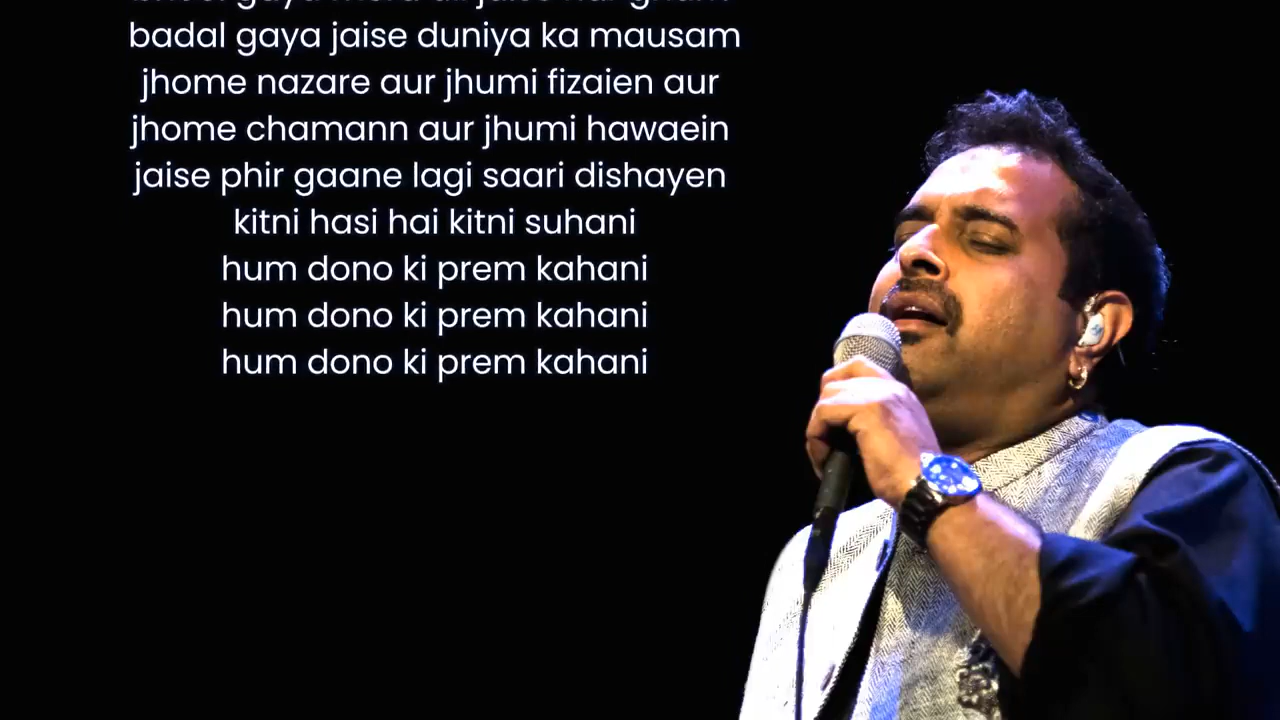 badal gaya jaise duniya ka mausam
jhome nazare aur jhumi fizaien aur
jhome chamann aur jhumi hawaein
jaise phir gaane lagi saari dishayen
kitni hasi hai kitni suhani
hum dono ki prem kahani
hum dono ki prem kahani
hum dono ki prem kahani